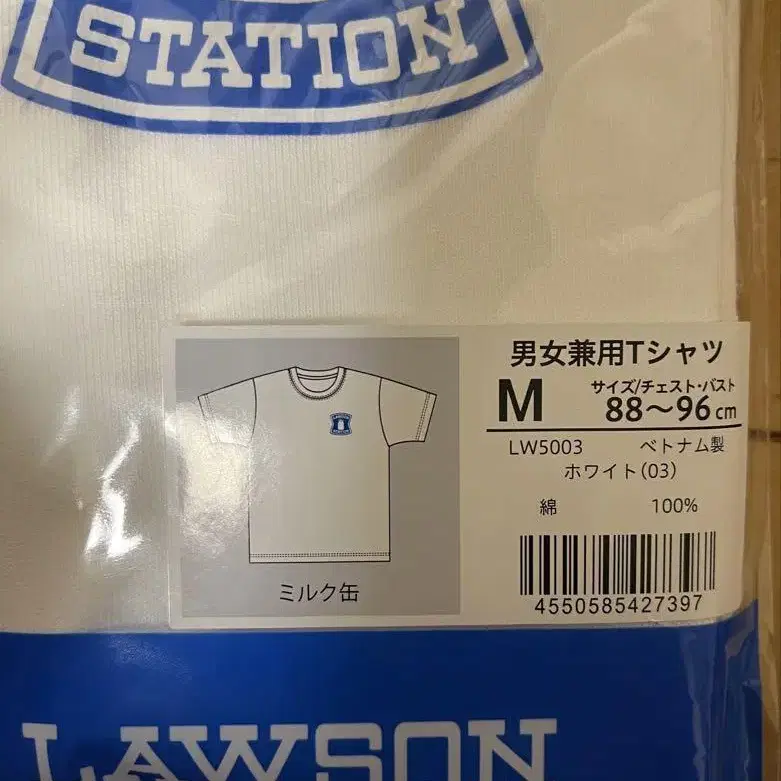 STATION
男女兼用Tシャツ
M
サイズ/チェスト・バスト
88〜96cm
LW5003 ベトナム製
ホワイト(03)
綿 100%
4550585427397
ミルク缶
LAWSON